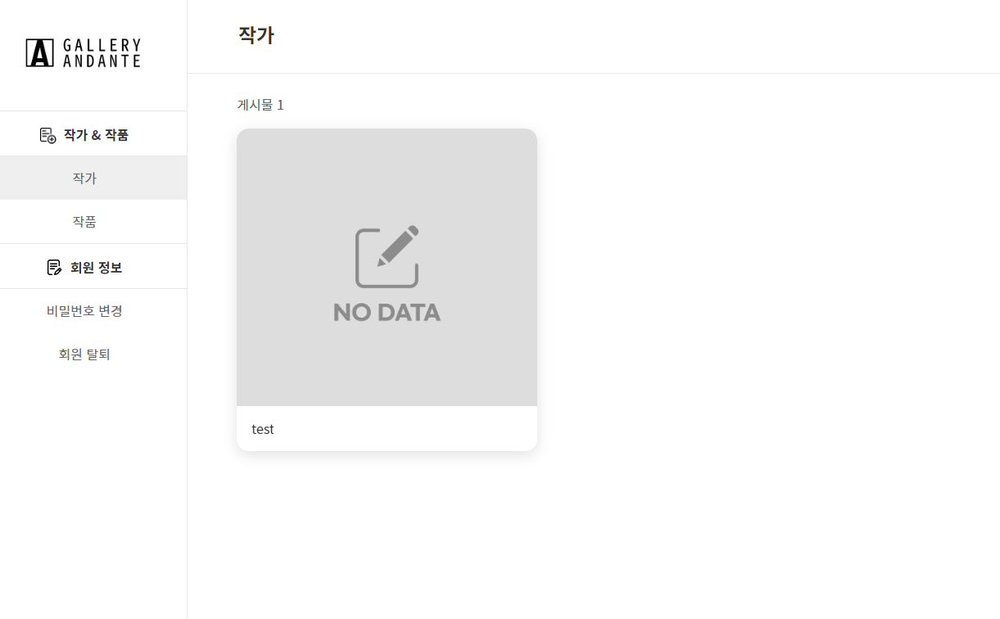 GALLERY
ANDANTE
작가 & 작품
작가
작품
회원 정보
비밀번호 변경
회원 탈퇴
작가
게시물 1
NO DATA
test